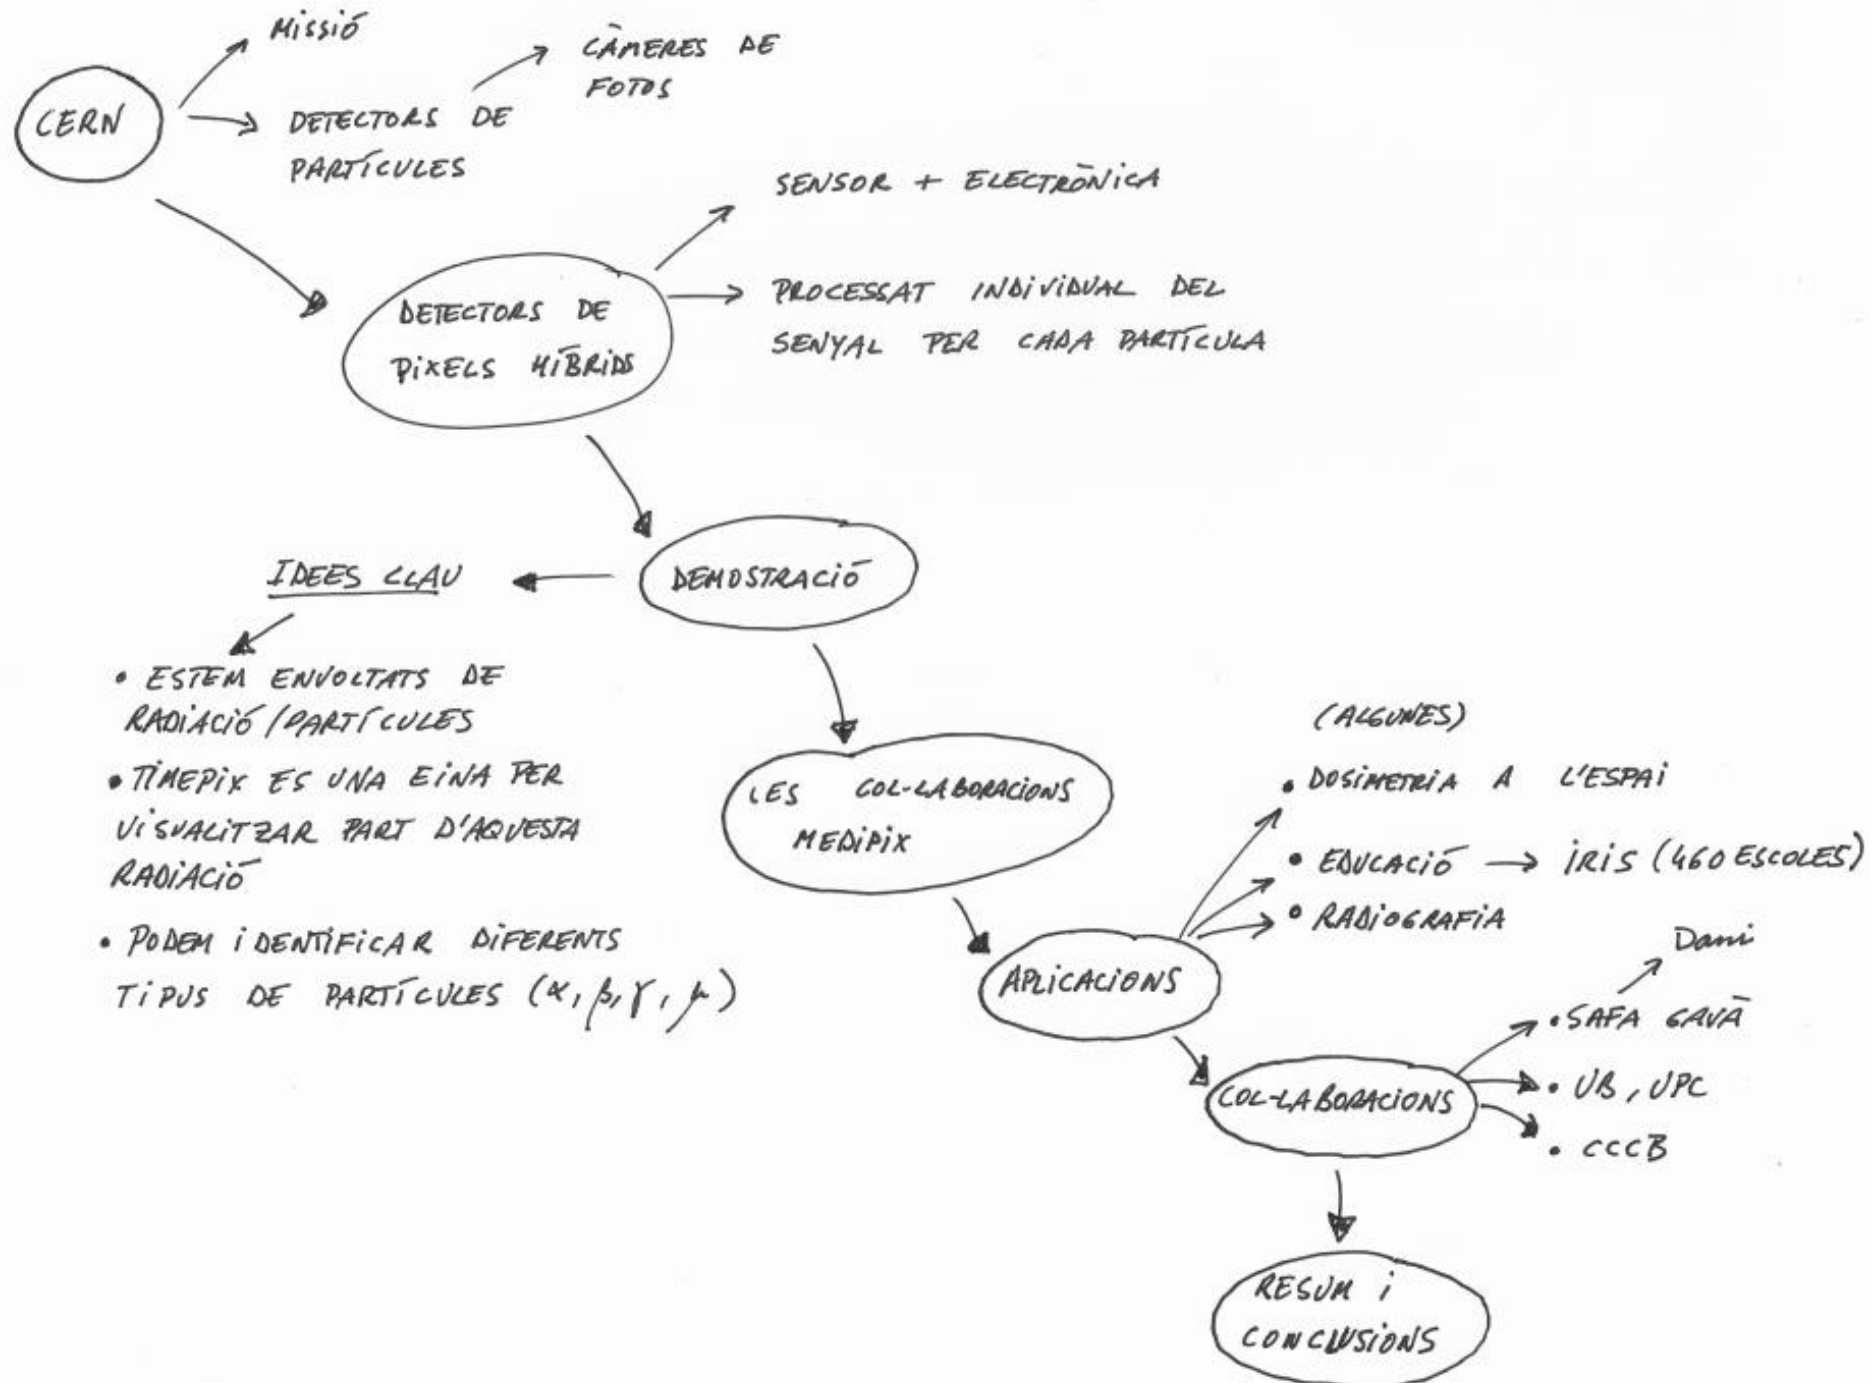 Missió
CÀMERES DE
FOTOS
CERN
DETECTORS DE
PARTÍCULES
SENSOR + ELECTRÒNICA
DETECTORS DE
PÍXELS HÍBRIDS
PROCESSAT INDIVIDUAL DEL
SENYAL PER CADA PARTÍCULA
IDEES CLAU
DEMOSTRACIÓ
• ESTEM ENVOLTATS DE
RADIACIÓ/PARTÍCULES
• TIMEPIX ES UNA EINA PER
VISUALITZAR PART D'AQUESTA
RADIACIÓ
• PODEM IDENTIFICAR DIFERENTS
TIPUS DE PARTÍCULES (α, β, γ, μ)
LES COL-LABORACIONS
MEDIPIX
(ALGUNES)
• DOSIMETRIA A L'ESPAI
• EDUCACIÓ → IRIS (460 ESCOLES)
• RADIOGRAFIA
APLICACIONS
Dani
• SAFA GAVÀ
• UB, UPC
• CCCB
COL-LABORACIONS
RESUM i
CONCLUSIONS